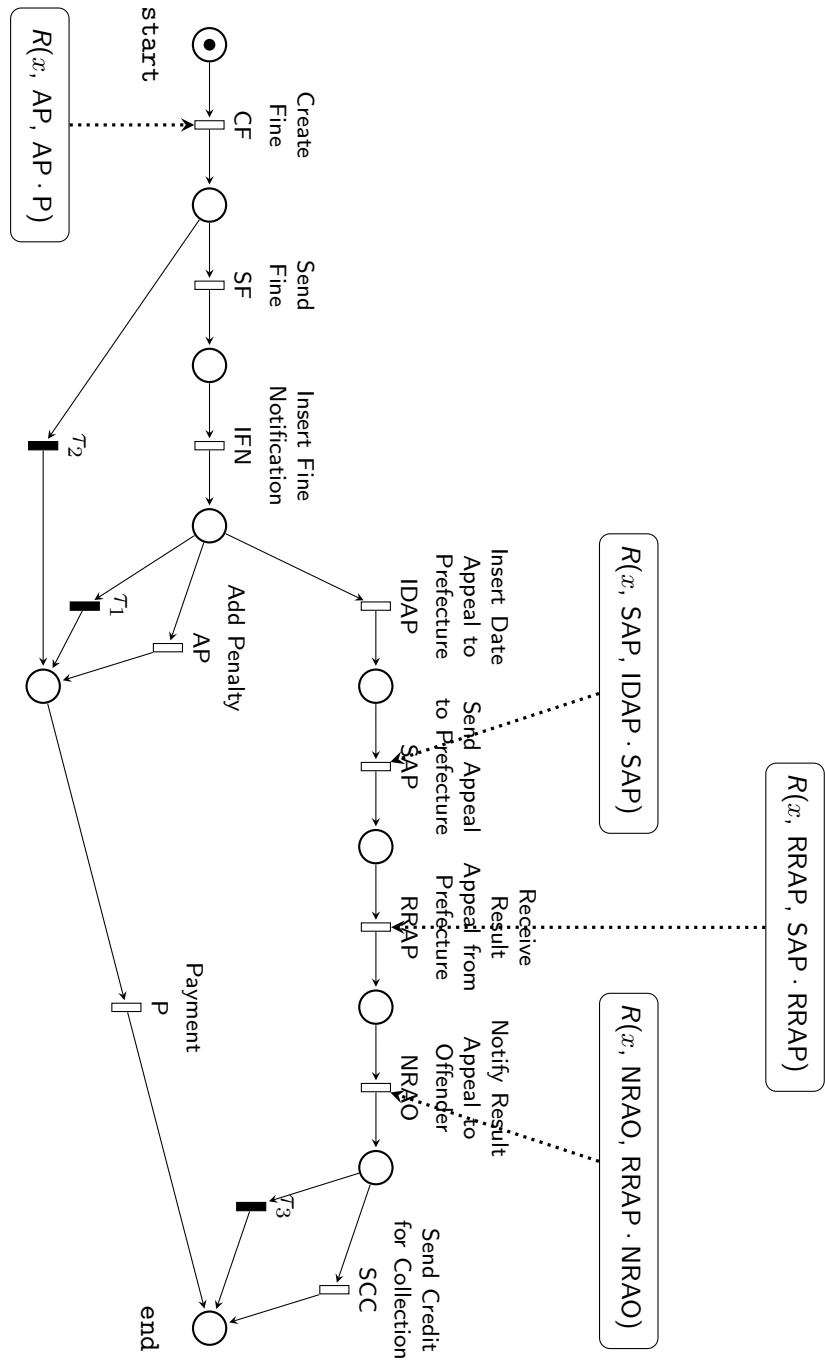 R(x, RRAP, SAP · RRAP)
R(x, SAP, IDAP · SAP)
R(x, NRAO, RRAP · NRAO)
Insert Date
Appeal to
Prefecture
IDAP
Send Appeal
to Prefecture
SAP
Receive
Result
Appeal from
Prefecture
RRAP
Notify Result
Appeal to
Offender
NRAO
Send Credit
for Collection
SCC
τ3
Create
Fine
CF
Send
Fine
SF
Insert Fine
Notification
IFN
Add Penalty
AP
τ1
τ2
Payment
P
start
end
R(x, AP, AP · P)